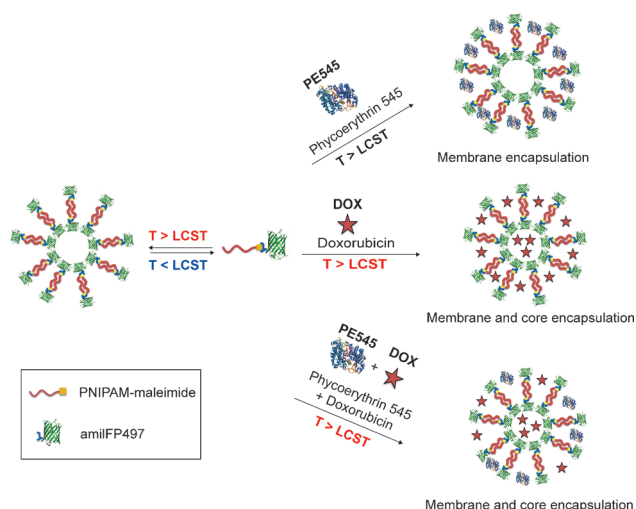 PE545
Phycoerythrin 545
T > LCST
Membrane encapsulation
T > LCST
T < LCST
DOX
Doxorubicin
T > LCST
Membrane and core encapsulation
PE545
+
DOX
Phycoerythrin 545
+ Doxorubicin
T > LCST
Membrane and core encapsulation
PNIPAM-maleimide
amilFP497